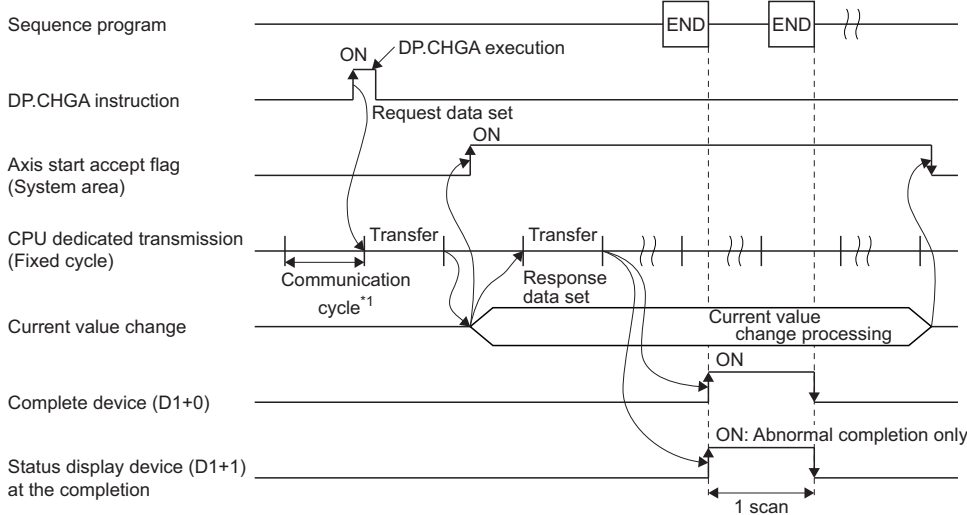 Sequence program
END
END
ON
DP.CHGA execution
DP.CHGA instruction
Request data set
ON
Axis start accept flag
(System area)
CPU dedicated transmission
(Fixed cycle)
Transfer
Transfer
Communication
cycle*1
Response
data set
Current value change
Current value
change processing
ON
Complete device (D1+0)
ON: Abnormal completion only
Status display device (D1+1)
at the completion
1 scan